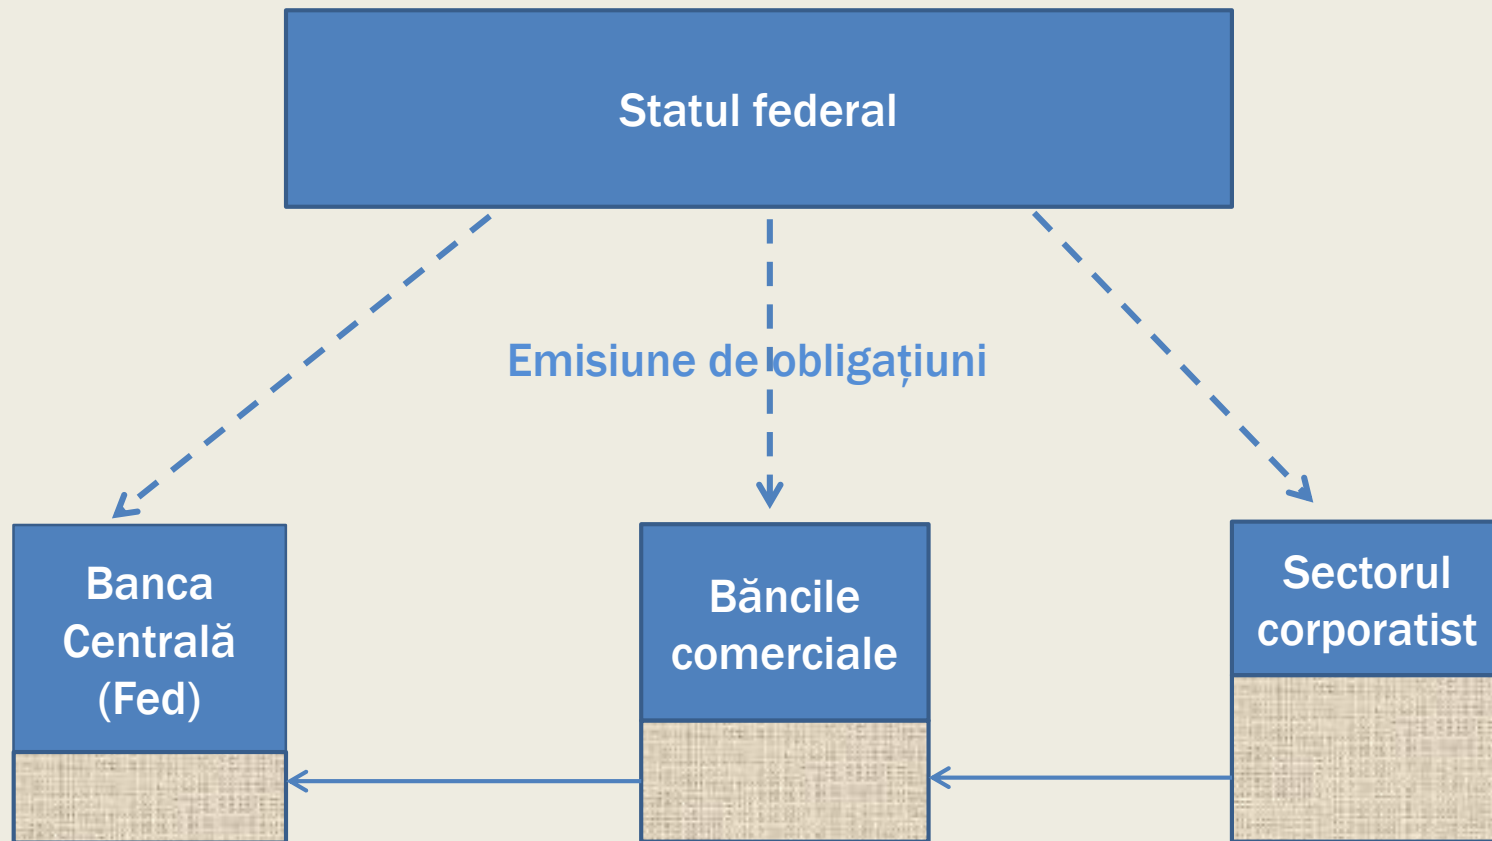 Statul federal
Emisiune de obligațiuni
Banca
Centrală
(Fed)
Băncile
comerciale
Sectorul
corporatist